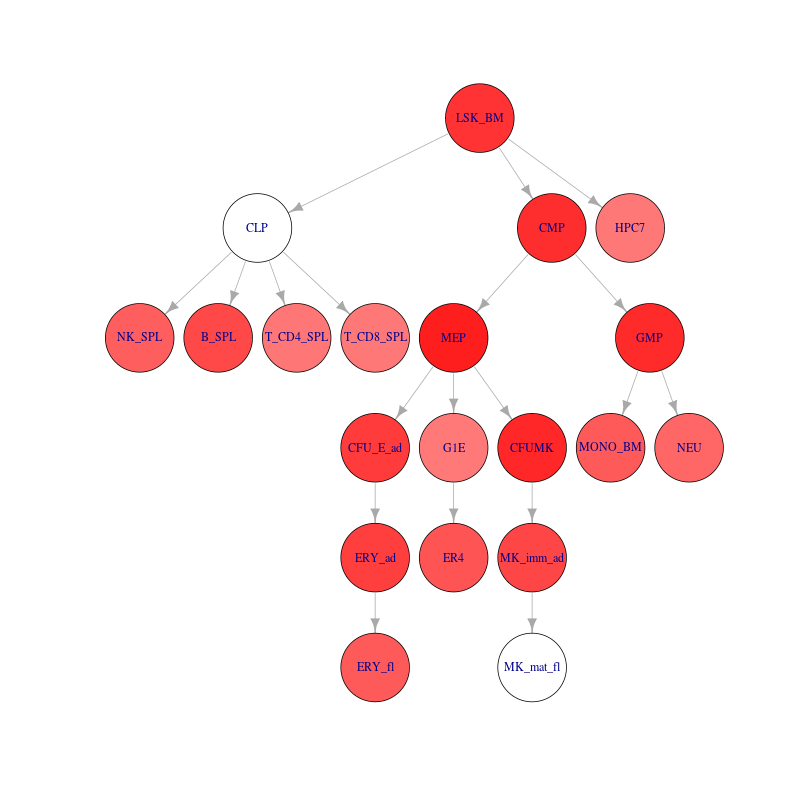 LSK_BM
CLP
CMP
HPC7
NK_SPL
B_SPL
T_CD4_SPL
T_CD8_SPL
MEP
GMP
CFU_E_ad
G1E
CFUMK
MONO_BM
NEU
ERY_ad
ER4
MK_imm_ad
ERY_fl
MK_mat_fl